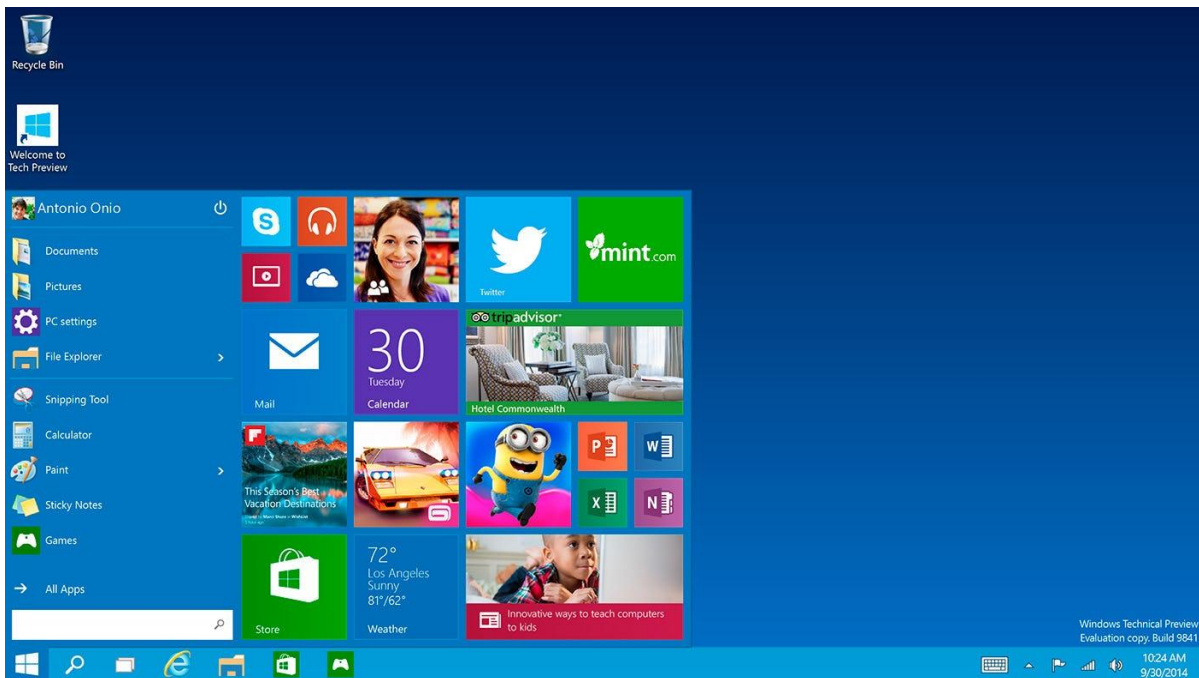 Recycle Bin
Welcome to
Tech Preview
Antonio Onio
Documents
Pictures
PC settings
File Explorer
Snipping Tool
Calculator
Paint
Sticky Notes
Games
All Apps
Twitter
mint.com
Mail
30
Tuesday
Calendar
tripadvisor
Hotel Commonwealth
This Season's Best
Vacation Destinations
P
W
X
N
Store
72°
Los Angeles
Sunny
81°/62°
Weather
Innovative ways to teach computers
to kids
Windows Technical Preview
Evaluation copy. Build 9841
10:24 AM
9/30/2014